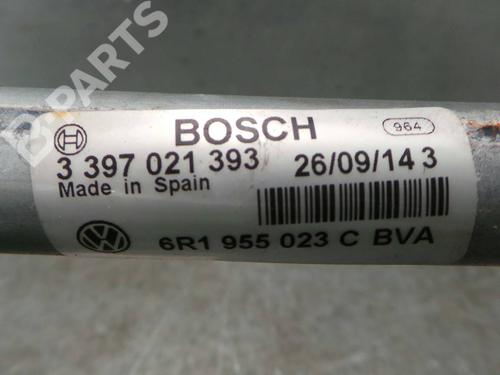 B-PARTS
BOSCH 964
3 397 021 393 26/09/14 3
Made in Spain
6R1 955 023 C BVA